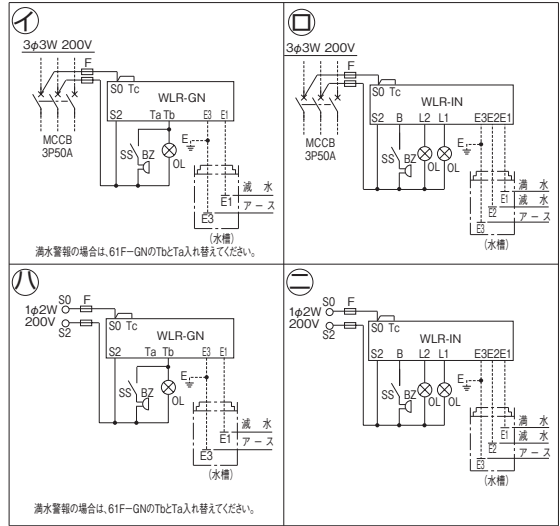 イ
3φ3W 200V
F
S0 Tc
WLR-GN
S2 Ta Tb E3 E1
MCCB
3P50A
SS BZ OL E
減 水
E1
アース
E3
(水槽)
満水警報の場合は、61F-GNのTbとTa入れ替えてください。
ロ
3φ3W 200V
F
S0 Tc
WLR-IN
S2 B L2 L1 E3E2E1
MCCB
3P50A
SS BZ OL OL E
満 水
E1
減 水
E2
アース
E3
(水槽)
ハ
S0 F
1φ2W
200V
S2
S0 Tc
WLR-GN
S2 Ta Tb E3 E1
SS BZ OL E
減 水
E1
アース
E3
(水槽)
満水警報の場合は、61F-GNのTbとTa入れ替えてください。
ニ
S0 F
1φ2W
200V
S2
S0 Tc
WLR-IN
S2 B L2 L1 E3E2E1
SS BZ OL OL E
満 水
E1
減 水
E2
アース
E3
(水槽)